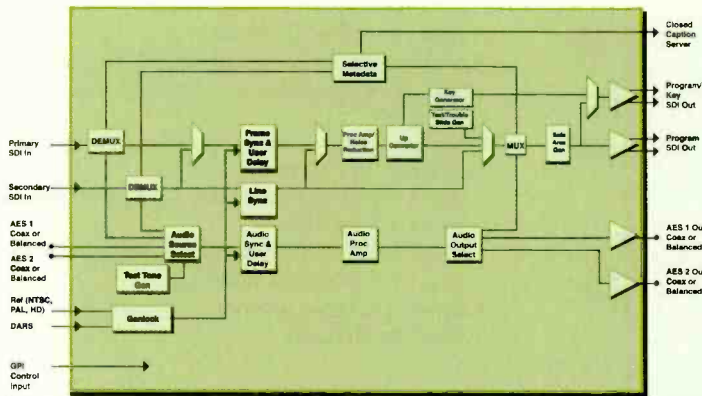 Closed
Caption
Server
Selective
Metadata
Key
Generator
Test/Trouble
Slide Gen
Program/
Key
SDI Out
Primary
SDI In
DEMUX
Frame
Sync &
User
Delay
Proc Amp/
Noise
Reduction
Up
Converter
MUX
Safe
Area
Gen
Program
SDI Out
Secondary
SDI In
DEMUX
Line
Sync
AES 1
Coax or
Balanced
AES 2
Coax or
Balanced
Audio
Source
Select
Audio
Sync &
User
Delay
Audio
Proc
Amp
Audio
Output
Select
AES 1 Out
Coax or
Balanced
AES 2 Out
Coax or
Balanced
Test Tone
Gen
Ref (NTSC,
PAL, HD)
DARS
Genlock
GPI
Control
Input